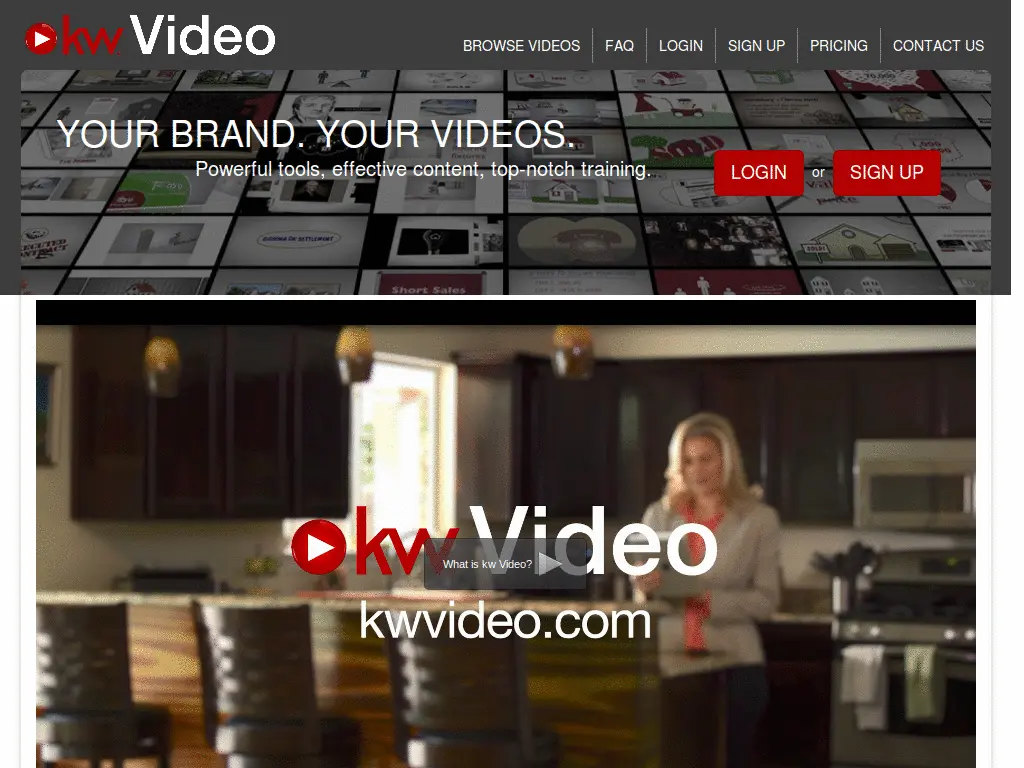 kw Video
BROWSE VIDEOS
FAQ
LOGIN
SIGN UP
PRICING
CONTACT US
YOUR BRAND. YOUR VIDEOS.
Powerful tools, effective content, top-notch training.
LOGIN or SIGN UP
SOLD
Short Sales
kw Video
What is kw Video?
kwvideo.com